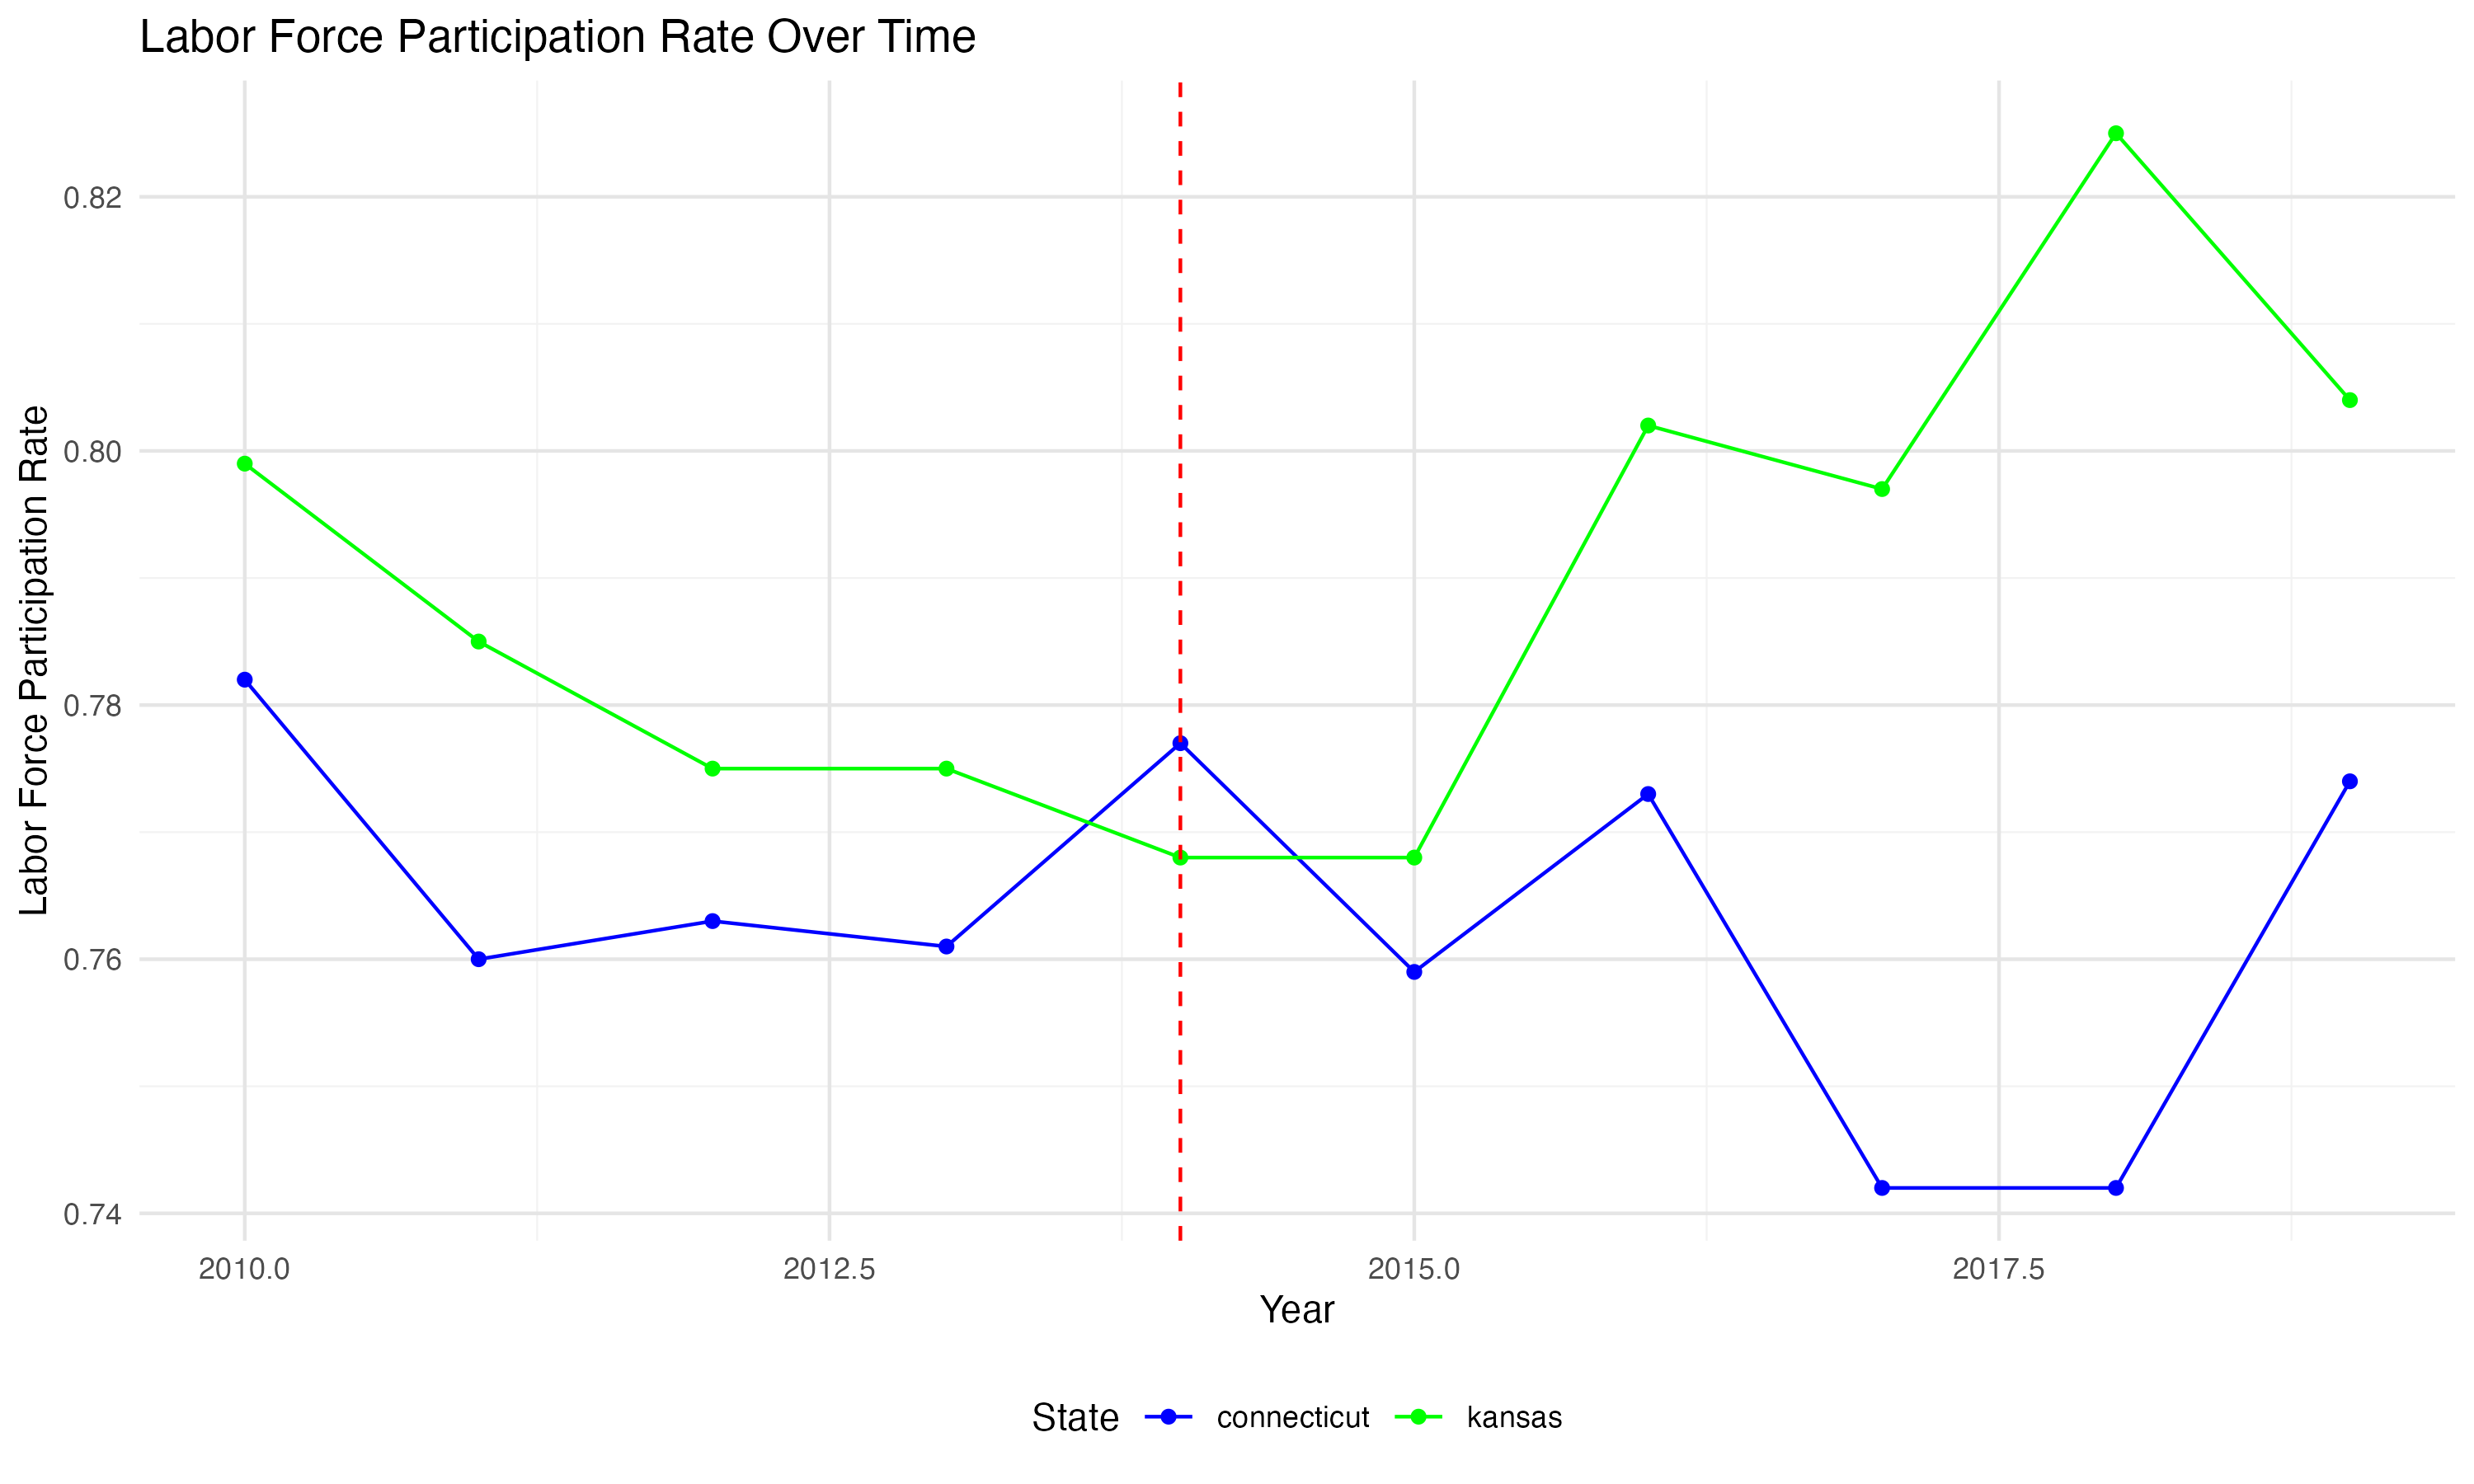 Labor Force Participation Rate Over Time
Labor Force Participation Rate
0.82
0.80
0.78
0.76
0.74
2010.0 2012.5 2015.0 2017.5
Year
State connecticut kansas